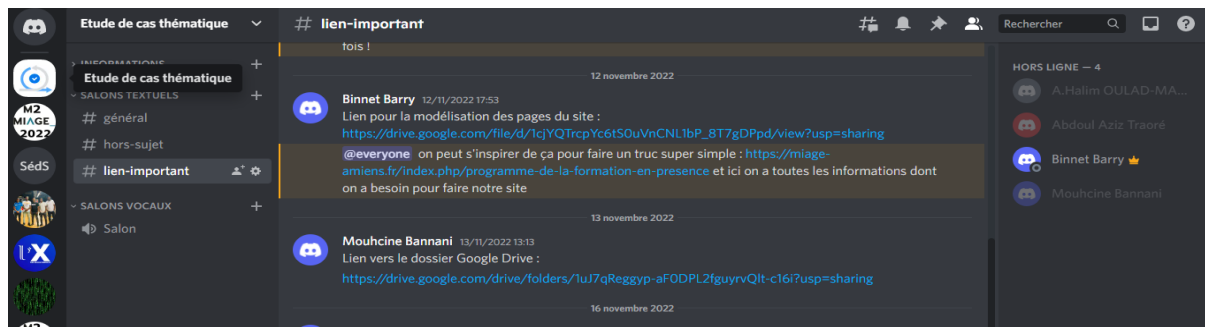 Etude de cas thématique
# lien-important
Rechercher
fois !
INFORMATIONS
Etude de cas thématique
SALONS TEXTUELS
# général
# hors-sujet
# lien-important
SALONS VOCAUX
Salon
M2
MIAGE
2022
SédS
12 novembre 2022
Binnet Barry 12/11/2022 17:53
Lien pour la modélisation des pages du site :
https://drive.google.com/file/d/1cjYQTrcpYc6tS0uVnCNL1bP_8T7gDPpd/view?usp=sharing
@everyone on peut s'inspirer de ça pour faire un truc super simple : https://miage-
amiens.fr/index.php/programme-de-la-formation-en-presence et ici on a toutes les informations dont
on a besoin pour faire notre site
13 novembre 2022
Mouhcine Bannani 13/11/2022 13:13
Lien vers le dossier Google Drive :
https://drive.google.com/drive/folders/1uJ7qReggyp-aF0DPL2fguyrvQlt-c16i?usp=sharing
16 novembre 2022
HORS LIGNE — 4
A.Halim OULAD-MA...
Abdoul Aziz Traoré
Binnet Barry
Mouhcine Bannani